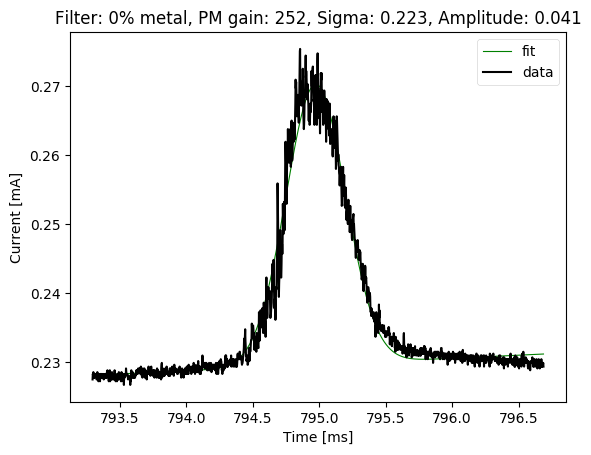 Filter: 0% metal, PM gain: 252, Sigma: 0.223, Amplitude: 0.041
fit
data
0.27
0.26
0.25
0.24
0.23
Current [mA]
793.5 794.0 794.5 795.0 795.5 796.0 796.5
Time [ms]